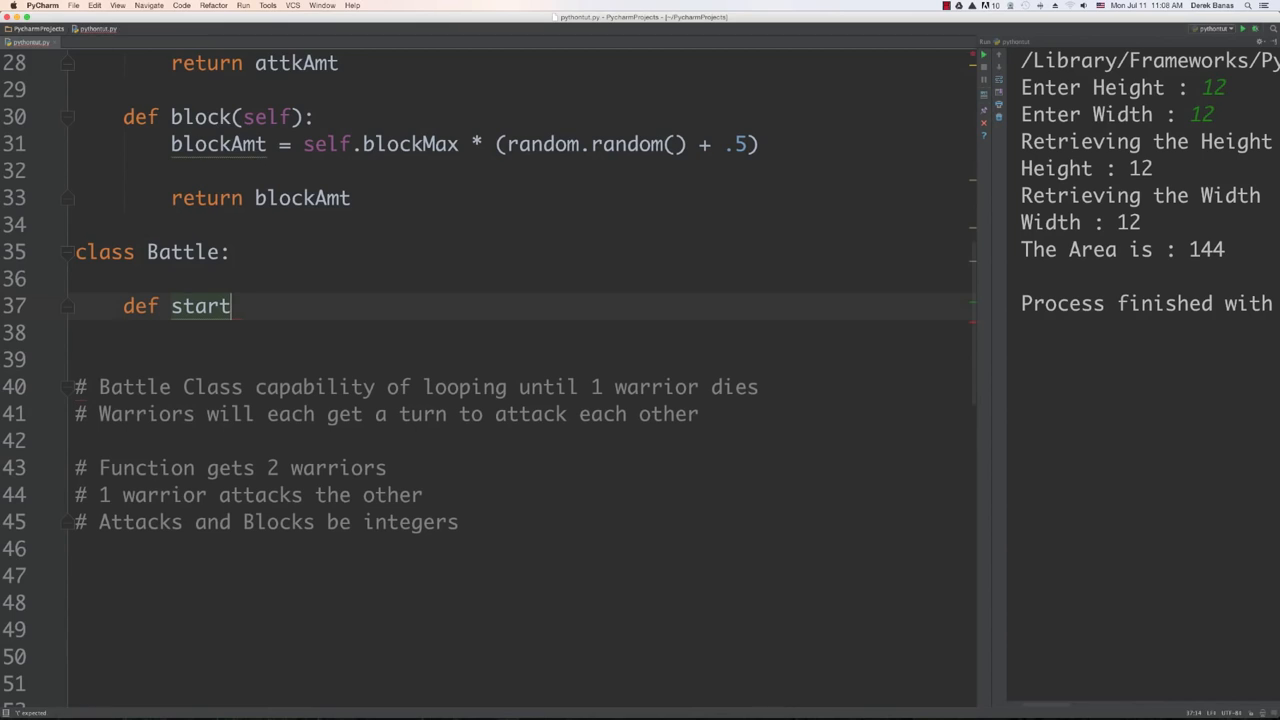 PyCharm File Edit View Navigate Code Refactor Run Tools VCS Window Help 10 Mon Jul 11 11:08 AM Derek Banas
pythontut.py - PycharmProjects - [~/PycharmProjects]
PycharmProjects pythontut.py pythontut
pythontut.py
Run pythontut
28 return attkAmt
29
30 def block(self):
31 blockAmt = self.blockMax * (random.random() + .5)
32
33 return blockAmt
34
35 class Battle:
36
37 def start
38
39
40 # Battle Class capability of looping until 1 warrior dies
41 # Warriors will each get a turn to attack each other
42
43 # Function gets 2 warriors
44 # 1 warrior attacks the other
45 # Attacks and Blocks be integers
46
47
48
49
50
51
/Library/Frameworks/Py
Enter Height : 12
Enter Width : 12
Retrieving the Height
Height : 12
Retrieving the Width
Width : 12
The Area is : 144
Process finished with
'(' expected 37:14 LF UTF-8